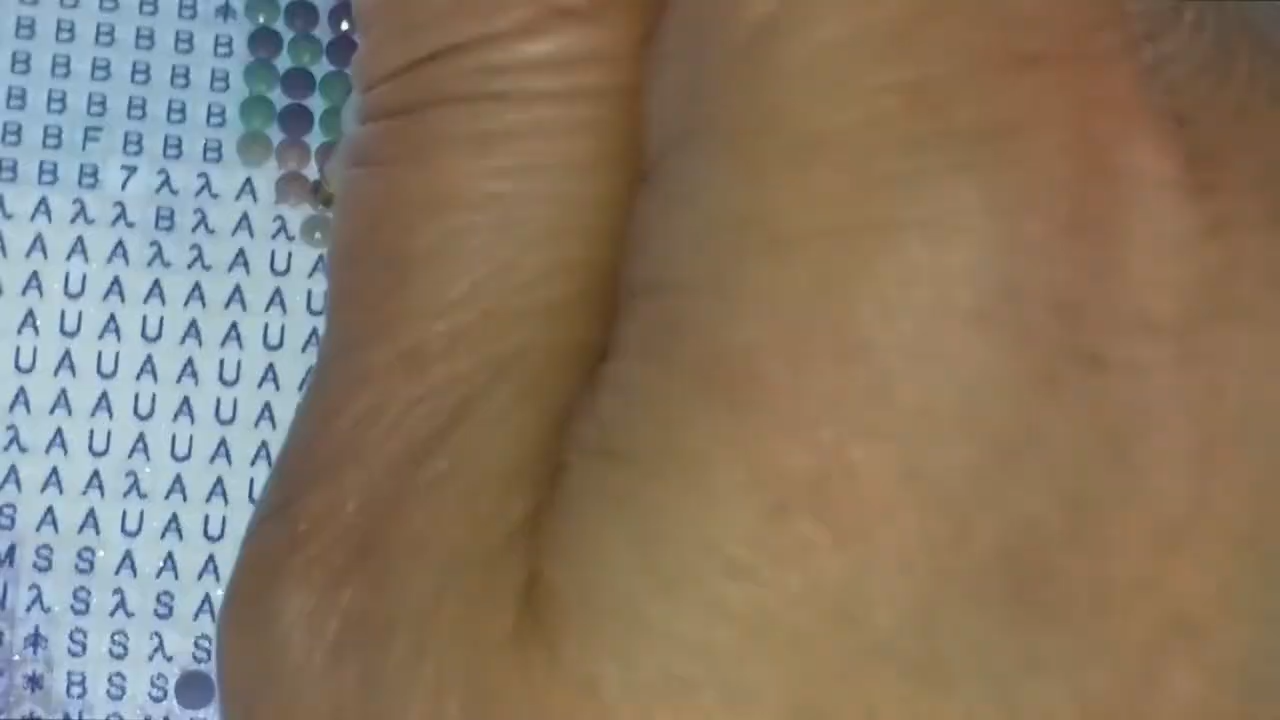 B B B B B *
B B B B B B
B B B B B B
B B B B B B
B B F B B B
B B B 7 λ λ A
λ A λ λ B λ A λ
A A A A λ λ A U A
A U A A A A A U
A U A U A A U A
U A U A A U A A
A A A U A U A
λ A U A U A A
A A A λ A A U
S A A U A U
M S S A A A
λ S λ S A
* S S λ S
* B S S